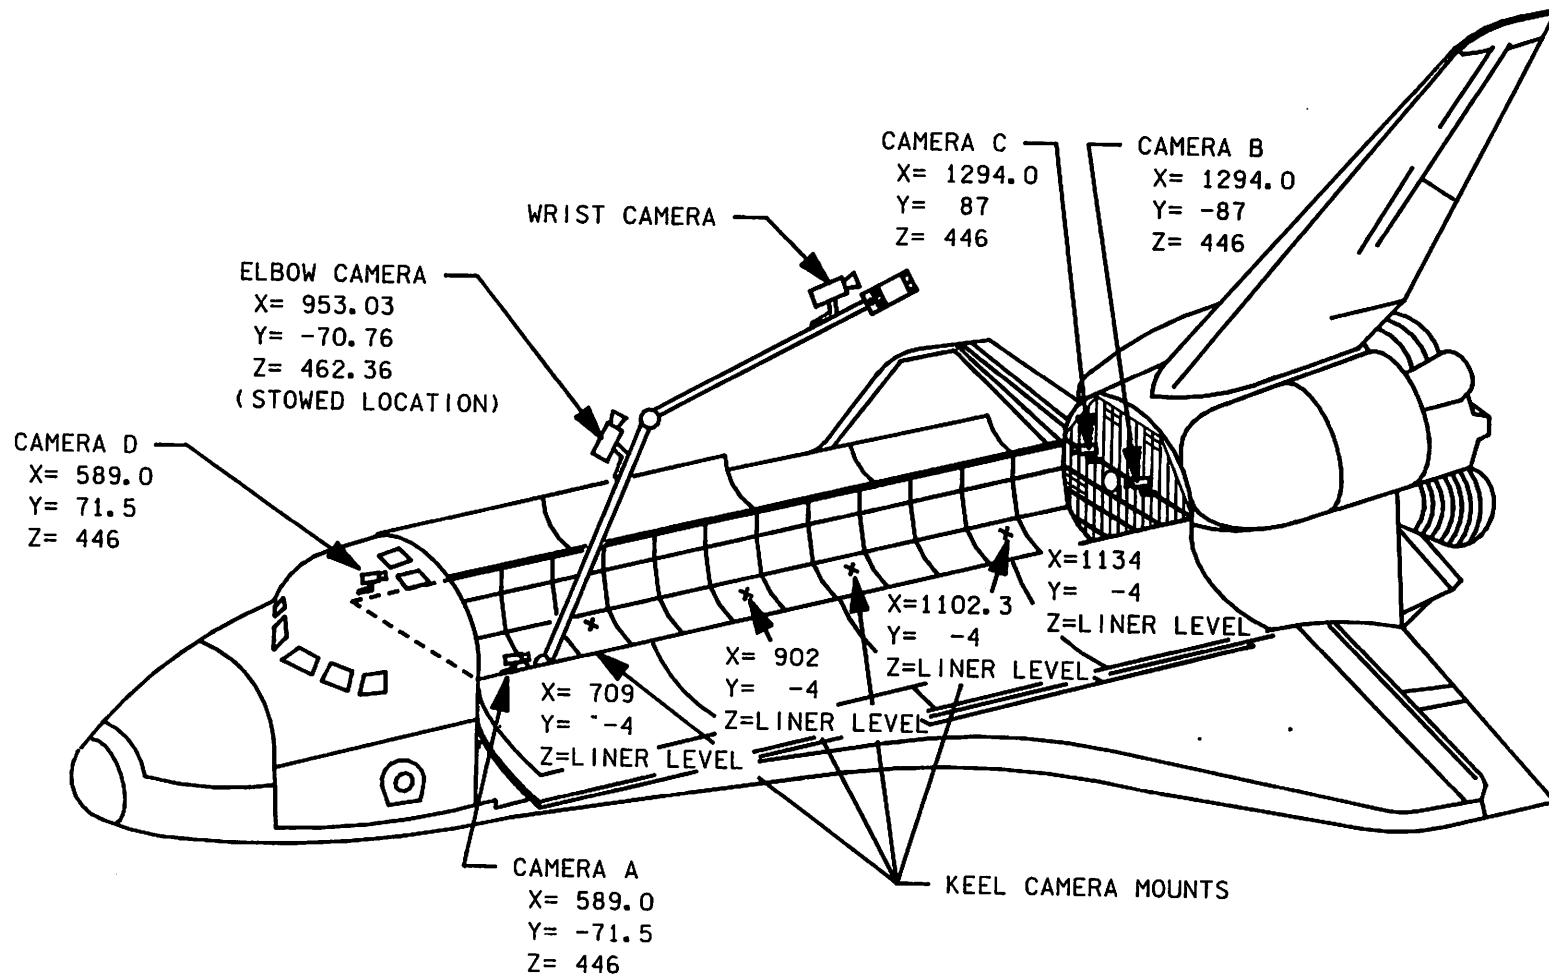 CAMERA C
X= 1294.0
Y= 87
Z= 446
CAMERA B
X= 1294.0
Y= -87
Z= 446
WRIST CAMERA
ELBOW CAMERA
X= 953.03
Y= -70.76
Z= 462.36
(STOWED LOCATION)
CAMERA D
X= 589.0
Y= 71.5
Z= 446
X=1134
Y= -4
Z=LINER LEVEL
X=1102.3
Y= -4
Z=LINER LEVEL
X= 902
Y= -4
Z=LINER LEVEL
X= 709
Y= -4
Z=LINER LEVEL
CAMERA A
X= 589.0
Y= -71.5
Z= 446
KEEL CAMERA MOUNTS